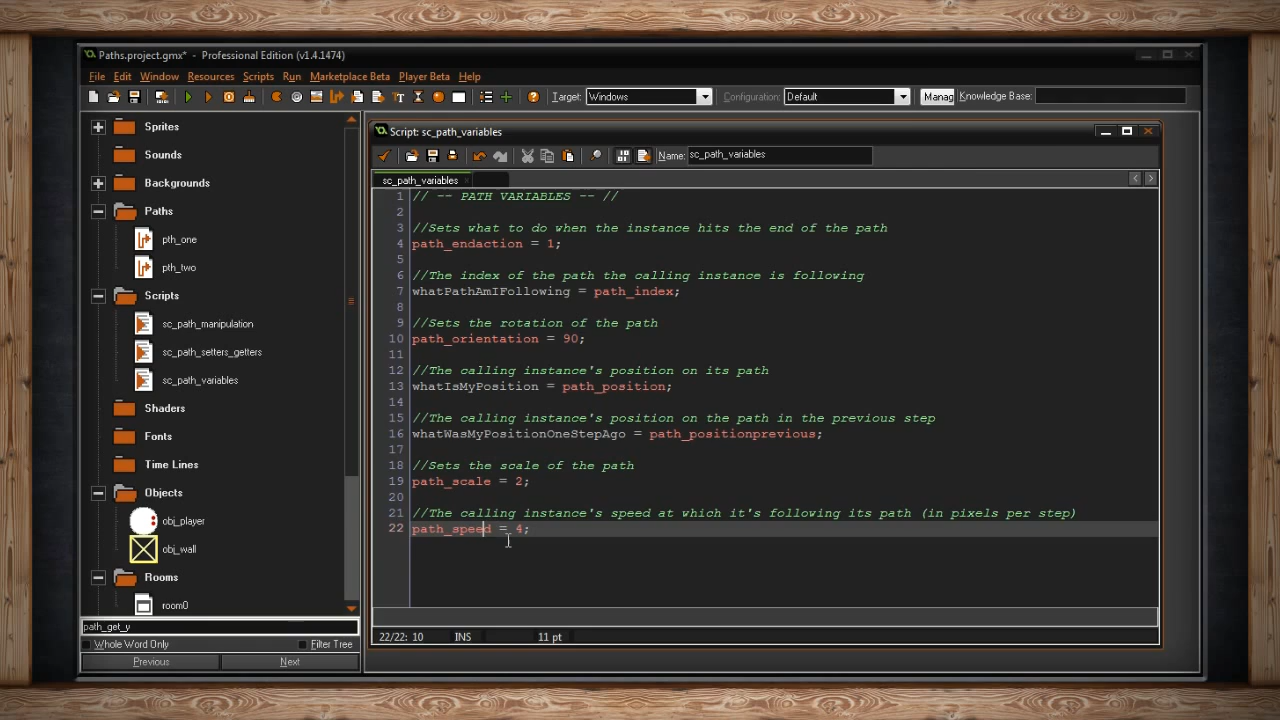 Paths.project.gmx* - Professional Edition (v1.4.1474)
File Edit Window Resources Scripts Run Marketplace Beta Player Beta Help
Target: Windows Configuration: Default Manag Knowledge Base:
Sprites
Sounds
Backgrounds
Paths
pth_one
pth_two
Scripts
sc_path_manipulation
sc_path_setters_getters
sc_path_variables
Shaders
Fonts
Time Lines
Objects
obj_player
obj_wall
Rooms
room0
path_get_y
Whole Word Only Filter Tree
Previous Next
Script: sc_path_variables
Name: sc_path_variables
sc_path_variables
1 // -- PATH VARIABLES -- //
2
3 //Sets what to do when the instance hits the end of the path
4 path_endaction = 1;
5
6 //The index of the path the calling instance is following
7 whatPathAmIFollowing = path_index;
8
9 //Sets the rotation of the path
10 path_orientation = 90;
11
12 //The calling instance's position on its path
13 whatIsMyPosition = path_position;
14
15 //The calling instance's position on the path in the previous step
16 whatWasMyPositionOneStepAgo = path_positionprevious;
17
18 //Sets the scale of the path
19 path_scale = 2;
20
21 //The calling instance's speed at which it's following its path (in pixels per step)
22 path_speed = 4;
22/22: 10 INS 11 pt